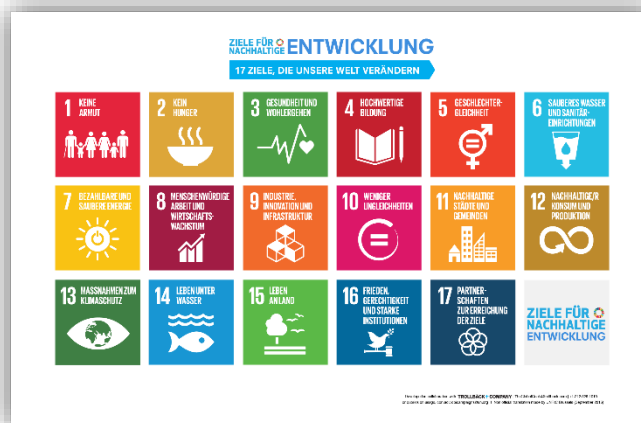 ZIELE FÜR
NACHHALTIGE
ENTWICKLUNG
17 ZIELE, DIE UNSERE WELT VERÄNDERN
1 KEINE
ARMUT
2 KEIN
HUNGER
3 GESUNDHEIT UND
WOHLERGEHEN
4 HOCHWERTIGE
BILDUNG
5 GESCHLECHTER-
GLEICHHEIT
6 SAUBERES WASSER
UND SANITÄR-
EINRICHTUNGEN
7 BEZAHLBARE UND
SAUBERE ENERGIE
8 MENSCHENWÜRDIGE
ARBEIT UND
WIRTSCHAFTS-
WACHSTUM
9 INDUSTRIE,
INNOVATION UND
INFRASTRUKTUR
10 WENIGER
UNGLEICHHEITEN
11 NACHHALTIGE
STÄDTE UND
GEMEINDEN
12 NACHHALTIGE/R
KONSUM UND
PRODUKTION
13 MASSNAHMEN ZUM
KLIMASCHUTZ
14 LEBEN UNTER
WASSER
15 LEBEN
AN LAND
16 FRIEDEN,
GERECHTIGKEIT
UND STARKE
INSTITUTIONEN
17 PARTNER-
SCHAFTEN
ZUR ERREICHUNG
DER ZIELE
ZIELE FÜR
NACHHALTIGE
ENTWICKLUNG
TROLLBÄCK + COMPANY